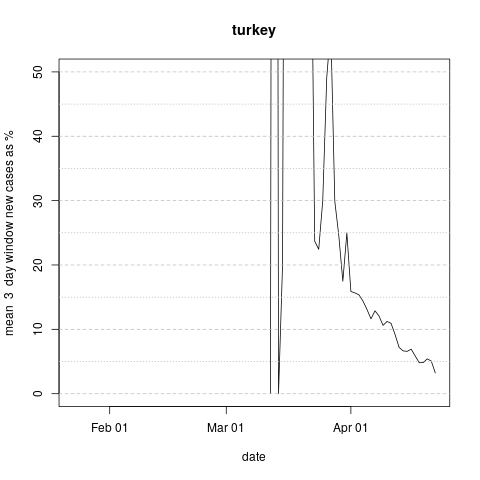 turkey
mean 3 day window new cases as %
50
40
30
20
10
0
Feb 01
Mar 01
Apr 01
date